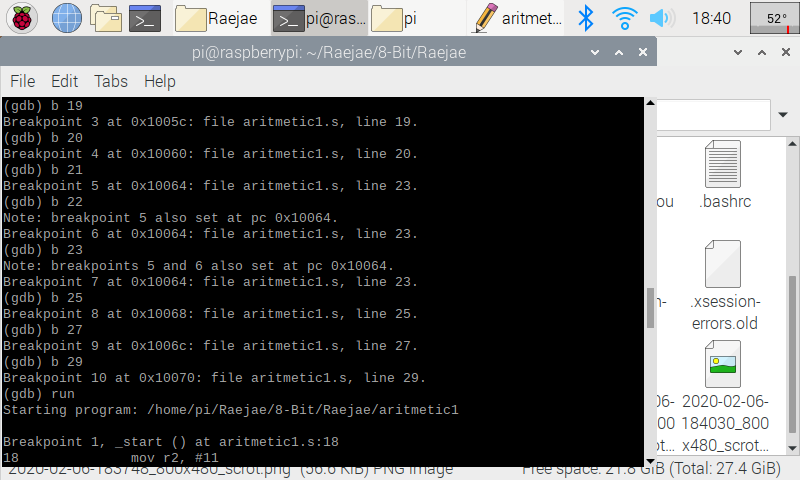 Raejae
pi@ras...
pi
aritmet...
18:40
52°
pi@raspberrypi: ~/Raejae/8-Bit/Raejae
File Edit Tabs Help
(gdb) b 19
Breakpoint 3 at 0x1005c: file aritmetic1.s, line 19.
(gdb) b 20
Breakpoint 4 at 0x10060: file aritmetic1.s, line 20.
(gdb) b 21
Breakpoint 5 at 0x10064: file aritmetic1.s, line 23.
(gdb) b 22
Note: breakpoint 5 also set at pc 0x10064.
Breakpoint 6 at 0x10064: file aritmetic1.s, line 23.
(gdb) b 23
Note: breakpoints 5 and 6 also set at pc 0x10064.
Breakpoint 7 at 0x10064: file aritmetic1.s, line 23.
(gdb) b 25
Breakpoint 8 at 0x10068: file aritmetic1.s, line 25.
(gdb) b 27
Breakpoint 9 at 0x1006c: file aritmetic1.s, line 27.
(gdb) b 29
Breakpoint 10 at 0x10070: file aritmetic1.s, line 29.
(gdb) run
Starting program: /home/pi/Raejae/8-Bit/Raejae/aritmetic1
Breakpoint 1, _start () at aritmetic1.s:18
18 mov r2, #11
ou
.bashrc
n-
.xsession-
errors.old
06-
00
ot...
2020-02-06-
184030_800
x480_scrot...
2020-02-06-183748_800x480_scrot.png (56.6 KiB) PNG image
Free space: 21.8 GiB (Total: 27.4 GiB)